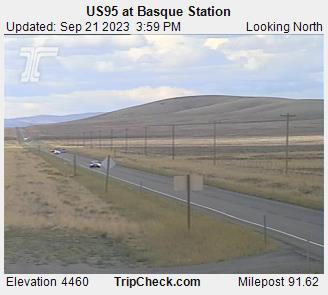 US95 at Basque Station
Updated: Sep 21 2023 3:59 PM Looking North
Elevation 4460 TripCheck.com Milepost 91.62